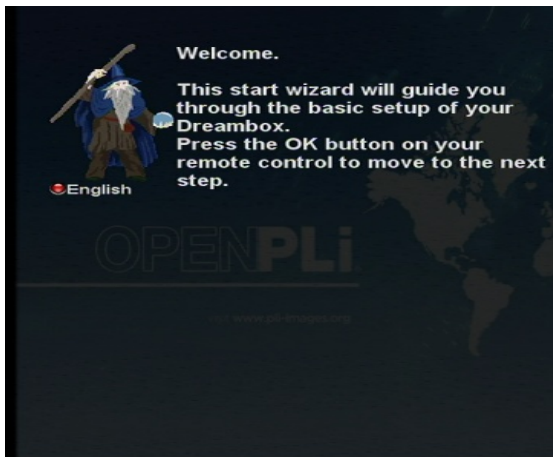 Welcome.
This start wizard will guide you
through the basic setup of your
Dreambox.
Press the OK button on your
remote control to move to the next
step.
English
OPENPLi
www.pli-images.org